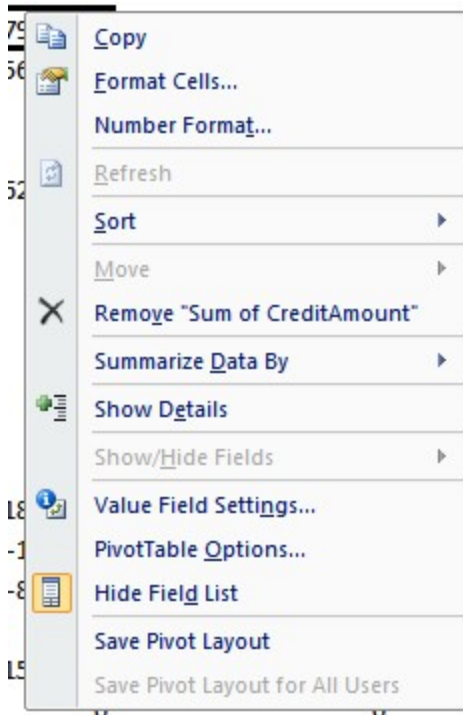 Copy
Format Cells...
Number Format...
Refresh
Sort
Move
Remove "Sum of CreditAmount"
Summarize Data By
Show Details
Show/Hide Fields
Value Field Settings...
PivotTable Options...
Hide Field List
Save Pivot Layout
Save Pivot Layout for All Users